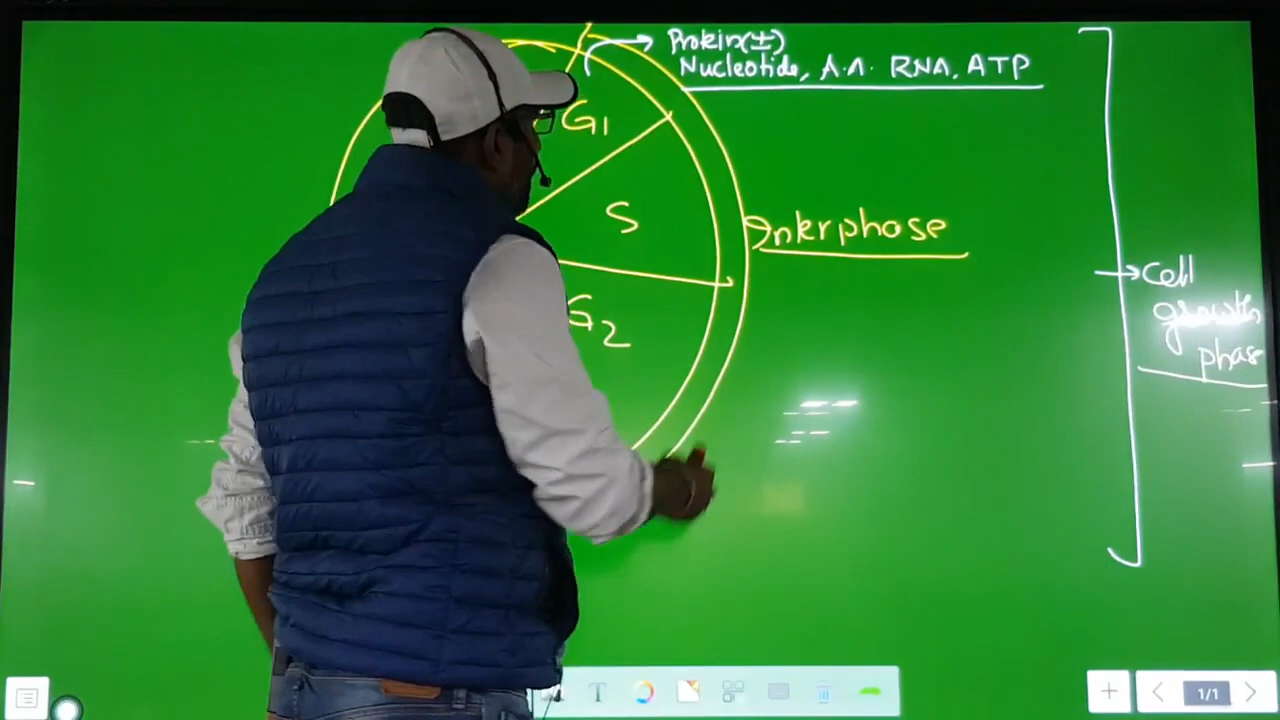 Protein(±)
Nucleotide, A.A. RNA, ATP
G1
S
Interphase
G2
Cell
growth
phase
T
1/1